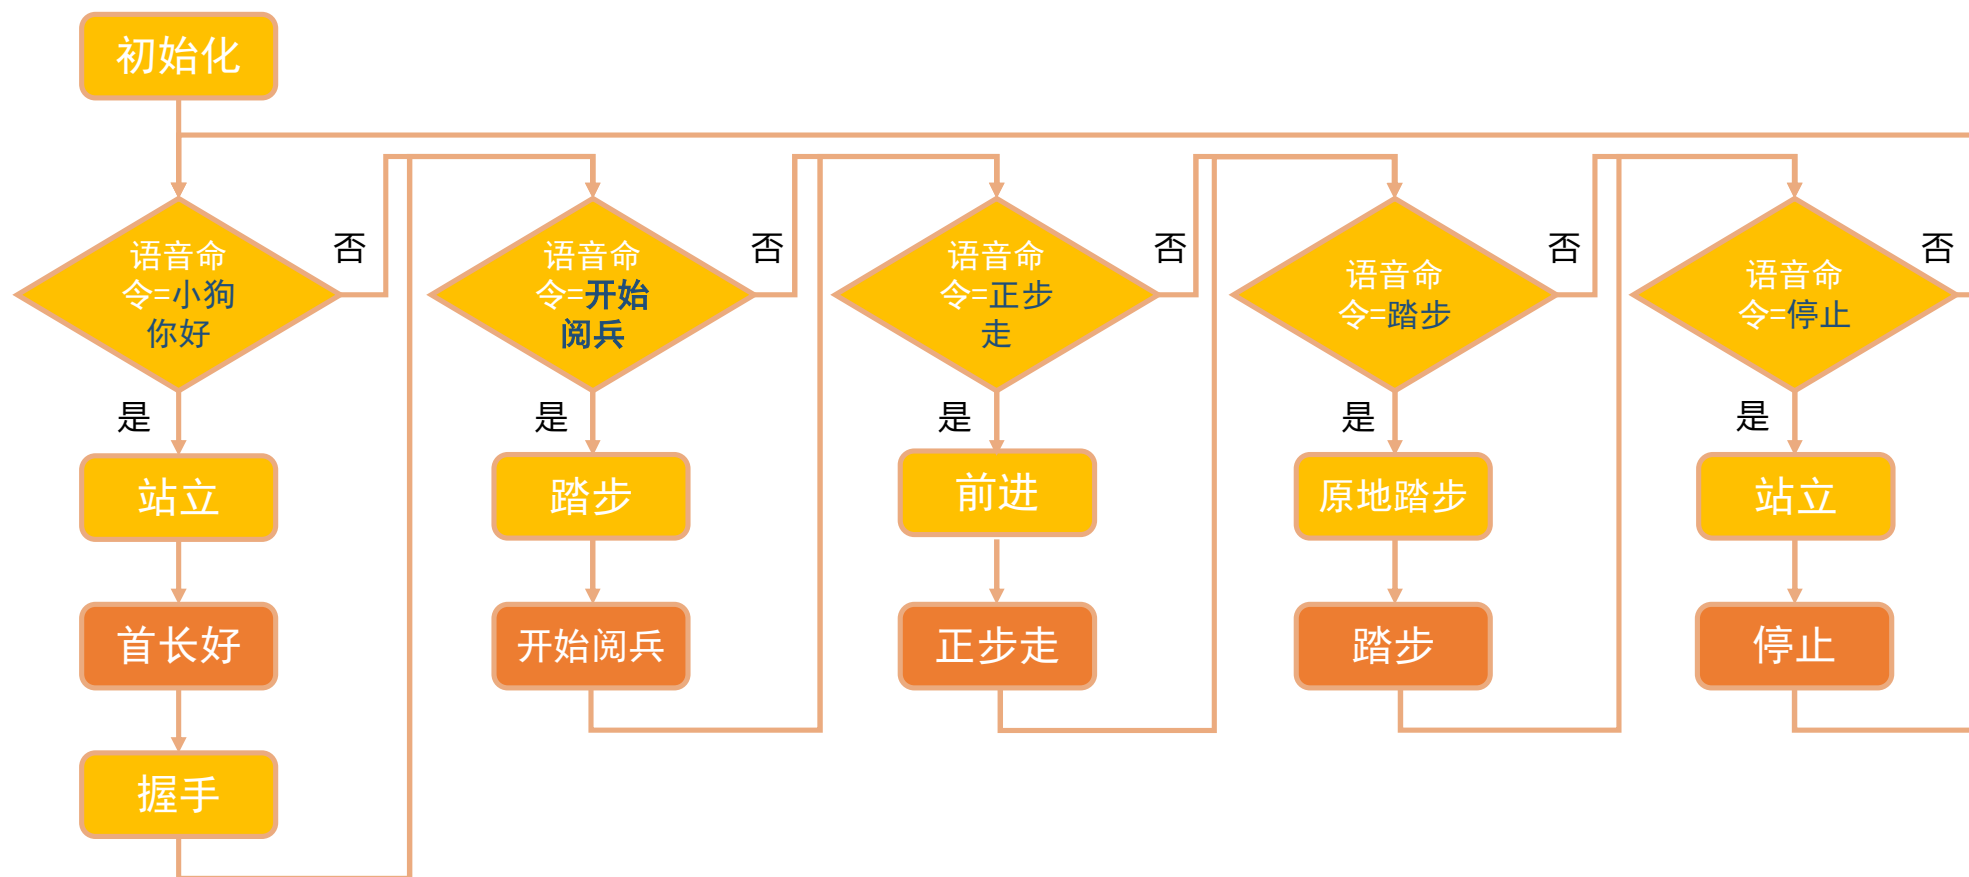 初始化
语音命
令=小狗
你好
否
语音命
令=开始
阅兵
否
语音命
令=正步
走
否
语音命
令=踏步
否
语音命
令=停止
否
是
是
是
是
是
站立
踏步
前进
原地踏步
站立
首长好
开始阅兵
正步走
踏步
停止
握手